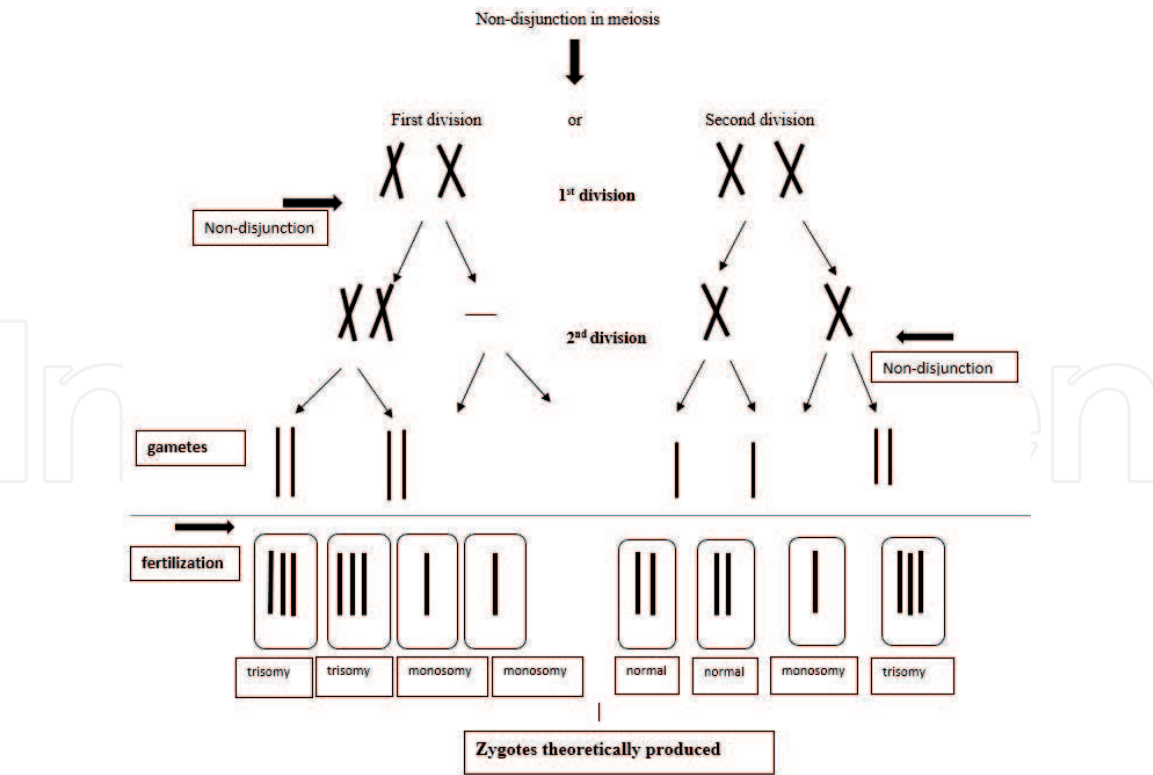 Non-disjunction in meiosis
First division or Second division
1st division
Non-disjunction
2nd division
Non-disjunction
gametes
fertilization
trisomy trisomy monosomy monosomy normal normal monosomy trisomy
Zygotes theoretically produced